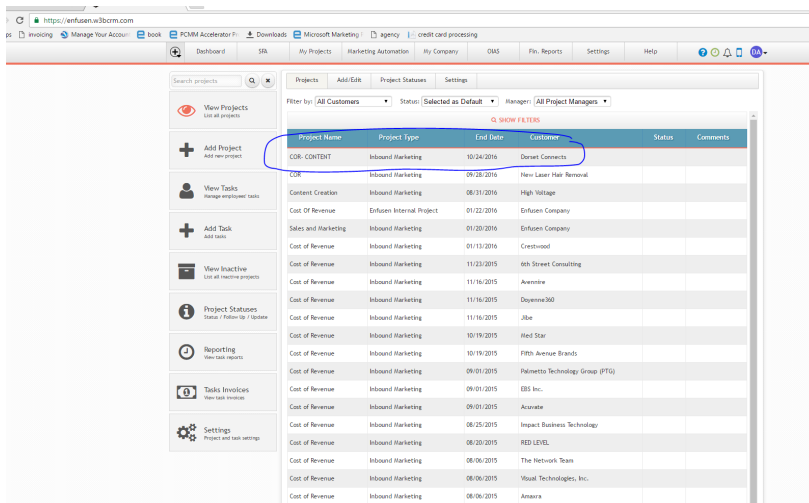 https://enfusen.w3bcrm.com
ps invoicing Manage Your Account book PCMM Accelerator Fr Downloads Microsoft Marketing agency credit card processing
Dashboard SFA My Projects Marketing Automation My Company OIAS Fin. Reports Settings Help DA
Search projects Projects Add/Edit Project Statuses Settings
Filter by: All Customers Status: Selected as Default Manager: All Project Managers
SHOW FILTERS
View Projects
List all projects
Add Project
Add new project
View Tasks
Manage employees tasks
Add Task
Add tasks
View Inactive
List all inactive projects
Project Statuses
Status / Follow Up / Update
Reporting
View task reports
Tasks Invoices
View task invoices
Settings
Project and task settings
Project Name Project Type End Date Customer Status Comments
COR- CONTENT Inbound Marketing 10/24/2016 Dorset Connects
COR Inbound Marketing 09/28/2016 New Laser Hair Removal
Content Creation Inbound Marketing 08/31/2016 High Voltage
Cost Of Revenue Enfusen Internal Project 01/22/2016 Enfusen Company
Sales and Marketing Inbound Marketing 01/20/2016 Enfusen Company
Cost of Revenue Inbound Marketing 01/13/2016 Crestwood
Cost of Revenue Inbound Marketing 11/23/2015 6th Street Consulting
Cost of Revenue Inbound Marketing 11/16/2015 Avennire
Cost of Revenue Inbound Marketing 11/16/2015 Doyenne360
Cost of Revenue Inbound Marketing 11/16/2015 Jibe
Cost of Revenue Inbound Marketing 10/19/2015 Med Star
Cost of Revenue Inbound Marketing 10/19/2015 Fifth Avenue Brands
Cost of Revenue Inbound Marketing 09/01/2015 Palmetto Technology Group (PTG)
Cost of Revenue Inbound Marketing 09/01/2015 EBS Inc.
Cost of Revenue Inbound Marketing 09/01/2015 Acuvate
Cost of Revenue Inbound Marketing 08/25/2015 Impact Business Technology
Cost of Revenue Inbound Marketing 08/20/2015 RED LEVEL
Cost of Revenue Inbound Marketing 08/06/2015 The Network Team
Cost of Revenue Inbound Marketing 08/06/2015 Visual Technologies, Inc.
Cost of Revenue Inbound Marketing 08/06/2015 Amaxra